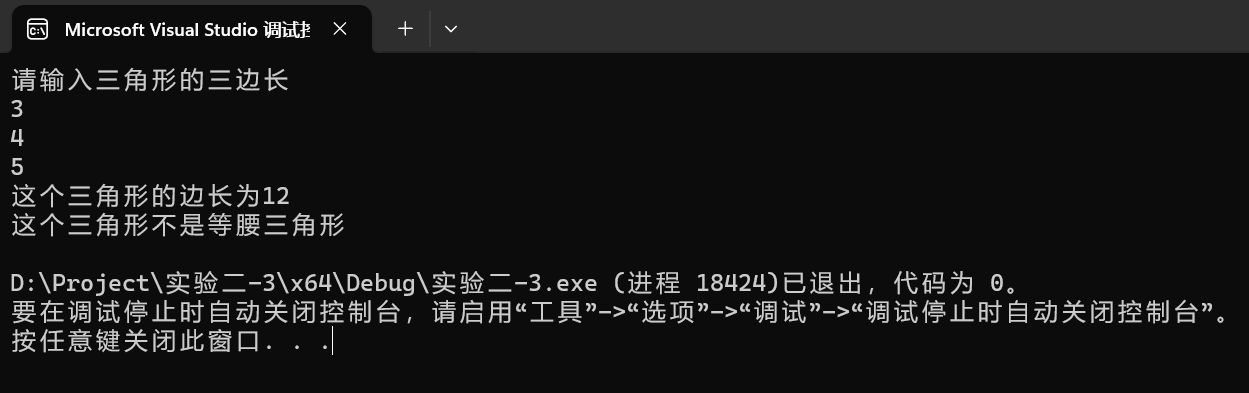 Microsoft Visual Studio 调试
请输入三角形的三边长
3
4
5
这个三角形的边长为12
这个三角形不是等腰三角形
D:\Project\实验二-3\x64\Debug\实验二-3.exe (进程 18424)已退出，代码为 0。
要在调试停止时自动关闭控制台，请启用“工具”->“选项”->“调试”->“调试停止时自动关闭控制台”。
按任意键关闭此窗口. . .